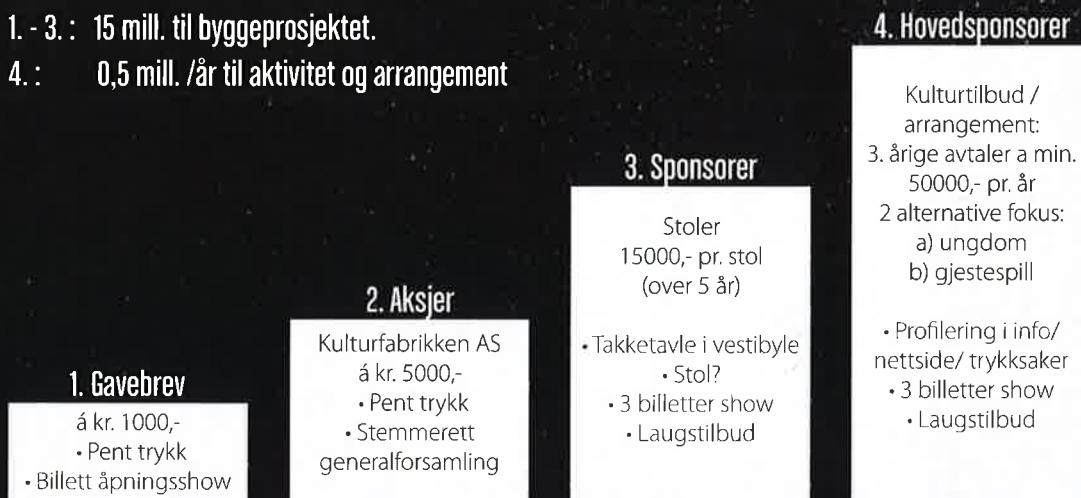 1. - 3. : 15 mill. til byggeprosjektet.
4. : 0,5 mill. /år til aktivitet og arrangement
1. Gavebrev
á kr. 1000,-
• Pent trykk
• Billett åpningsshow
2. Aksjer
Kulturfabrikken AS
á kr. 5000,-
• Pent trykk
• Stemmerett
generalforsamling
3. Sponsorer
Stoler
15000,- pr. stol
(over 5 år)
• Takketavle i vestibyle
• Stol?
• 3 billetter show
• Laugstilbud
4. Hovedsponsorer
Kulturtilbud /
arrangement:
3. årige avtaler a min.
50000,- pr. år
2 alternative fokus:
a) ungdom
b) gjestespill
• Profilering i info/
nettside/ trykksaker
• 3 billetter show
• Laugstilbud